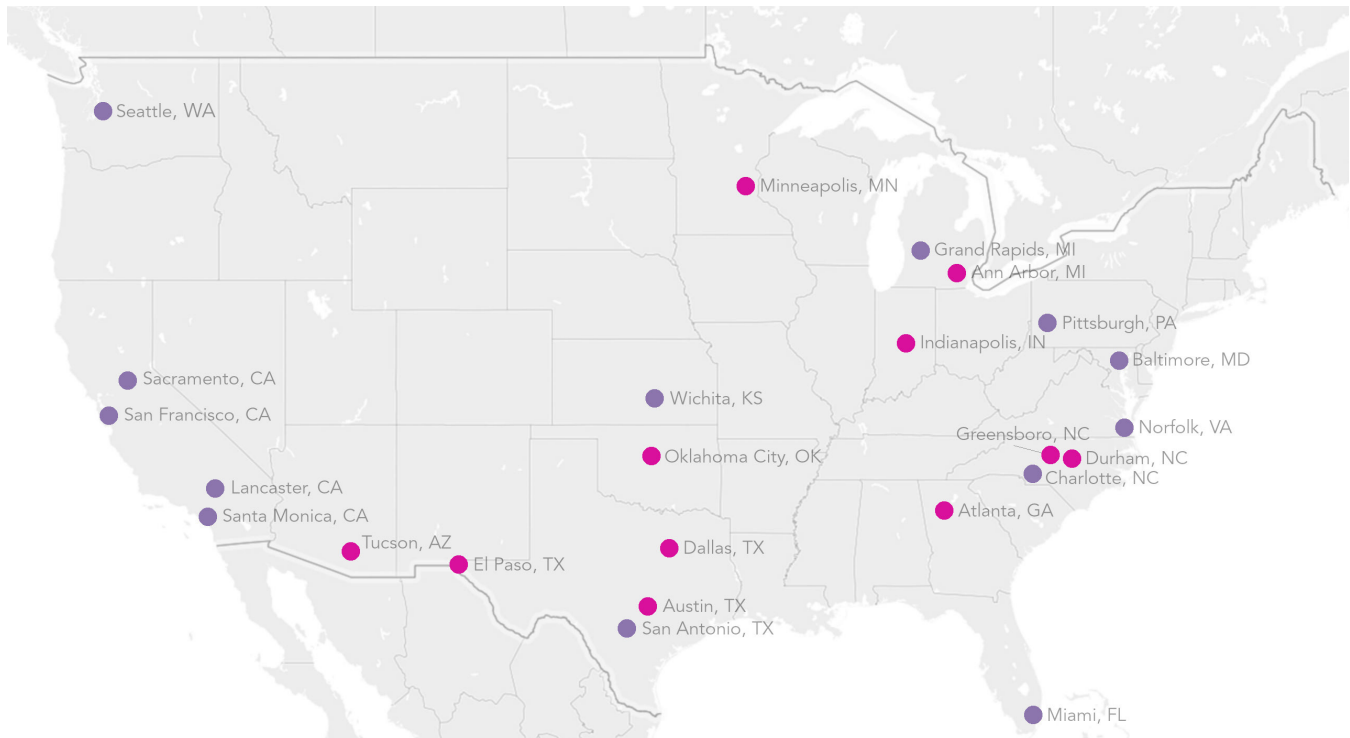 Seattle, WA
Minneapolis, MN
Grand Rapids, MI
Ann Arbor, MI
Pittsburgh, PA
Indianapolis, IN
Baltimore, MD
Sacramento, CA
Wichita, KS
San Francisco, CA
Norfolk, VA
Greensboro, NC
Oklahoma City, OK
Durham, NC
Charlotte, NC
Lancaster, CA
Atlanta, GA
Santa Monica, CA
Tucson, AZ
Dallas, TX
El Paso, TX
Austin, TX
San Antonio, TX
Miami, FL